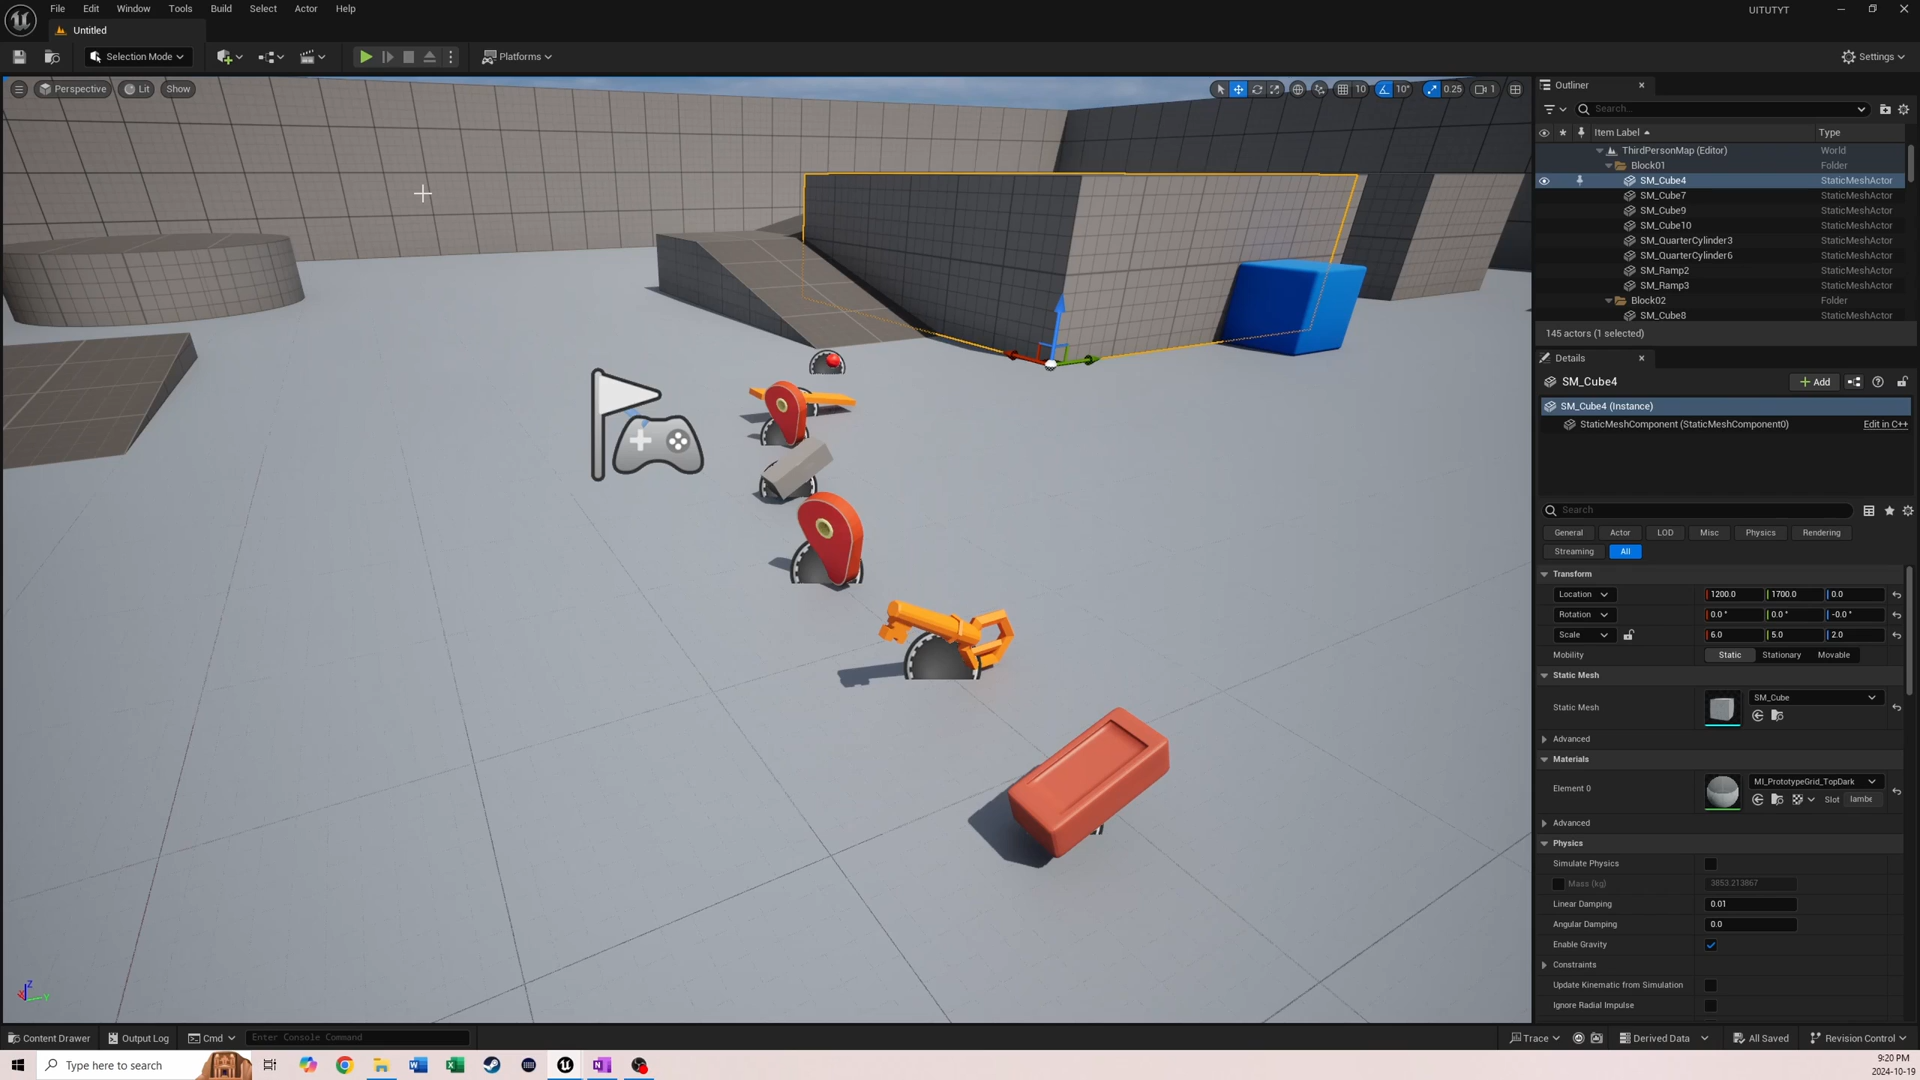 File Edit Window Tools Build Select Actor Help
UITUTYT
Untitled
Selection Mode
Platforms
Settings
Perspective Lit Show
10 10° 0.25 1
Outliner
Search...
Item Label Type
ThirdPersonMap (Editor) World
Block01 Folder
SM_Cube4 StaticMeshActor
SM_Cube7 StaticMeshActor
SM_Cube9 StaticMeshActor
SM_Cube10 StaticMeshActor
SM_QuarterCylinder3 StaticMeshActor
SM_QuarterCylinder6 StaticMeshActor
SM_Ramp2 StaticMeshActor
SM_Ramp3 StaticMeshActor
Block02 Folder
SM_Cube8 StaticMeshActor
145 actors (1 selected)
Details
SM_Cube4
+ Add
SM_Cube4 (Instance)
StaticMeshComponent (StaticMeshComponent0) Edit in C++
Search
General Actor LOD Misc Physics Rendering
Streaming All
Transform
Location 1200.0 1700.0 0.0
Rotation 0.0 ° 0.0 ° -0.0 °
Scale 6.0 5.0 2.0
Mobility Static Stationary Movable
Static Mesh
Static Mesh SM_Cube
Advanced
Materials
Element 0 MI_PrototypeGrid_TopDark
Slot lambe
Advanced
Physics
Simulate Physics
Mass (kg) 3853.213867
Linear Damping 0.01
Angular Damping 0.0
Enable Gravity
Constraints
Update Kinematic from Simulation
Ignore Radial Impulse
Z
X Y
Content Drawer Output Log Cmd Enter Console Command
Trace Derived Data All Saved Revision Control
Type here to search
9:20 PM
2024-10-19